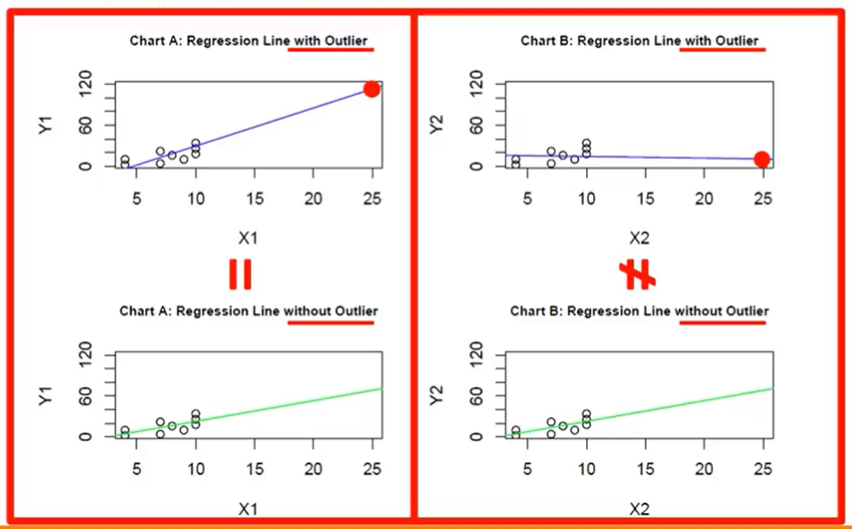 Chart A: Regression Line with Outlier
Y1
0 60 120
5 10 15 20 25
X1
Chart B: Regression Line with Outlier
Y2
0 60 120
5 10 15 20 25
X2
Chart A: Regression Line without Outlier
Y1
0 60 120
5 10 15 20 25
X1
Chart B: Regression Line without Outlier
Y2
0 60 120
5 10 15 20 25
X2